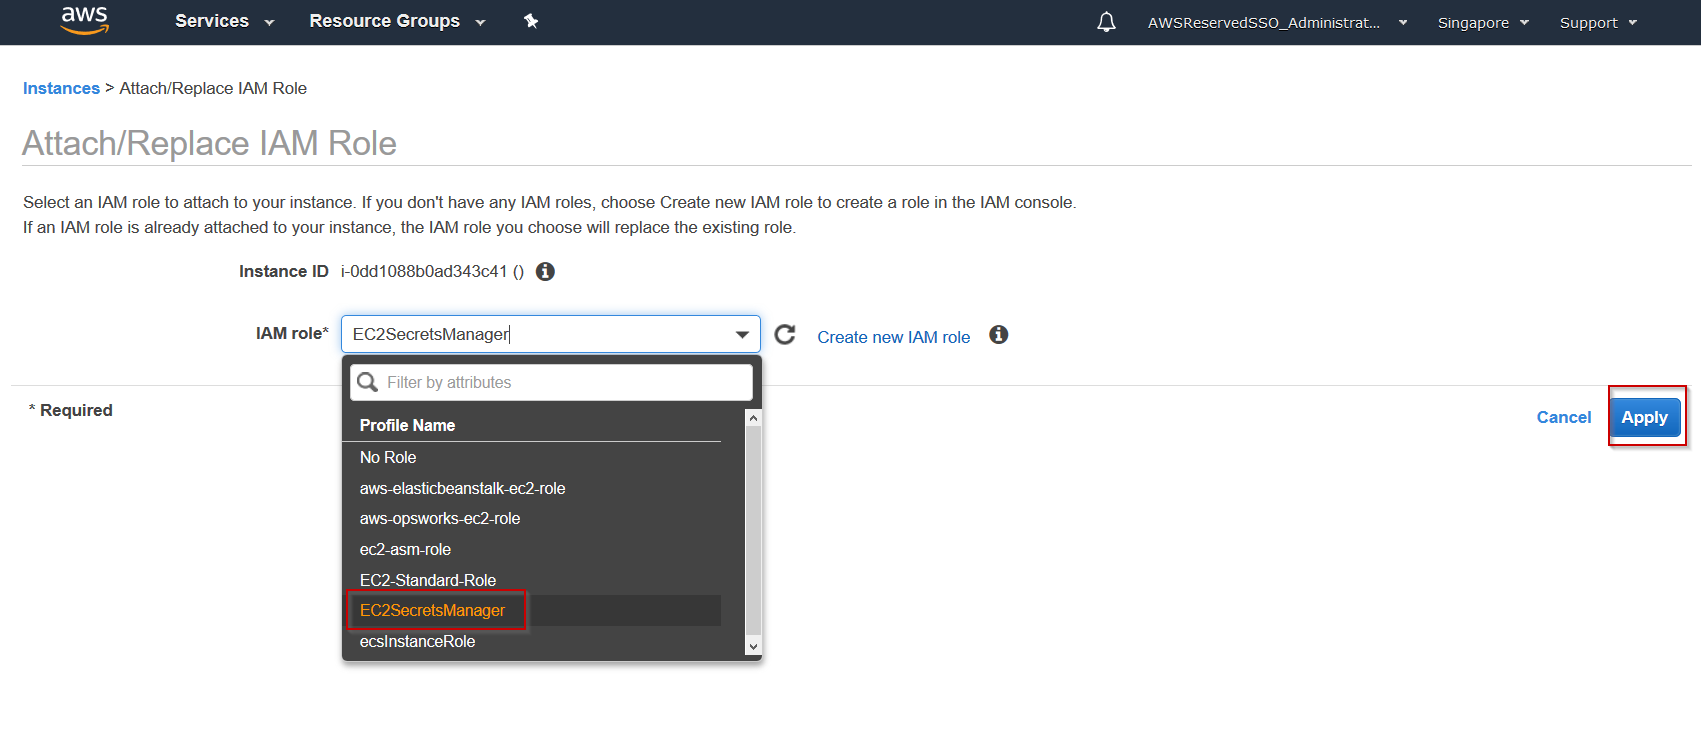 aws Services Resource Groups AWSReservedSSO_Administrat... Singapore Support
Instances > Attach/Replace IAM Role
Attach/Replace IAM Role
Select an IAM role to attach to your instance. If you don't have any IAM roles, choose Create new IAM role to create a role in the IAM console.
If an IAM role is already attached to your instance, the IAM role you choose will replace the existing role.
Instance ID i-0dd1088b0ad343c41 ()
IAM role* EC2SecretsManager Create new IAM role
Filter by attributes
* Required
Cancel Apply
Profile Name
No Role
aws-elasticbeanstalk-ec2-role
aws-opsworks-ec2-role
ec2-asm-role
EC2-Standard-Role
EC2SecretsManager
ecsInstanceRole